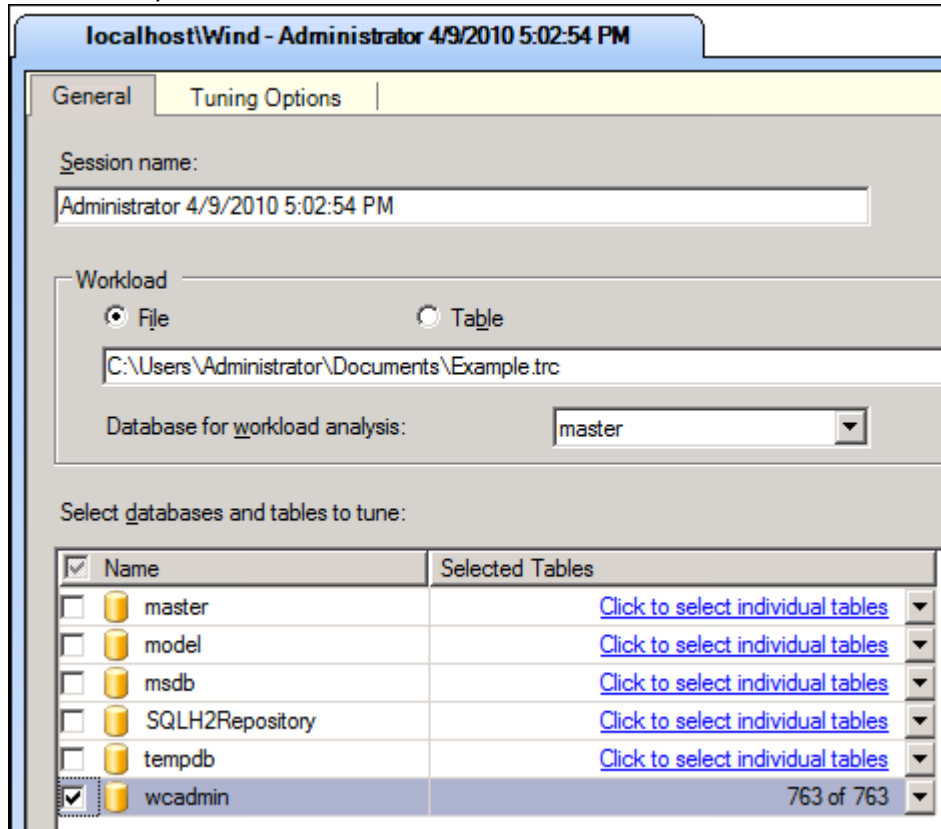 localhost\Wind - Administrator 4/9/2010 5:02:54 PM
General Tuning Options
Session name:
Administrator 4/9/2010 5:02:54 PM
Workload
File Table
C:\Users\Administrator\Documents\Example.trc
Database for workload analysis: master
Select databases and tables to tune:
Name Selected Tables
master Click to select individual tables
model Click to select individual tables
msdb Click to select individual tables
SQLH2Repository Click to select individual tables
tempdb Click to select individual tables
wcadmin 763 of 763